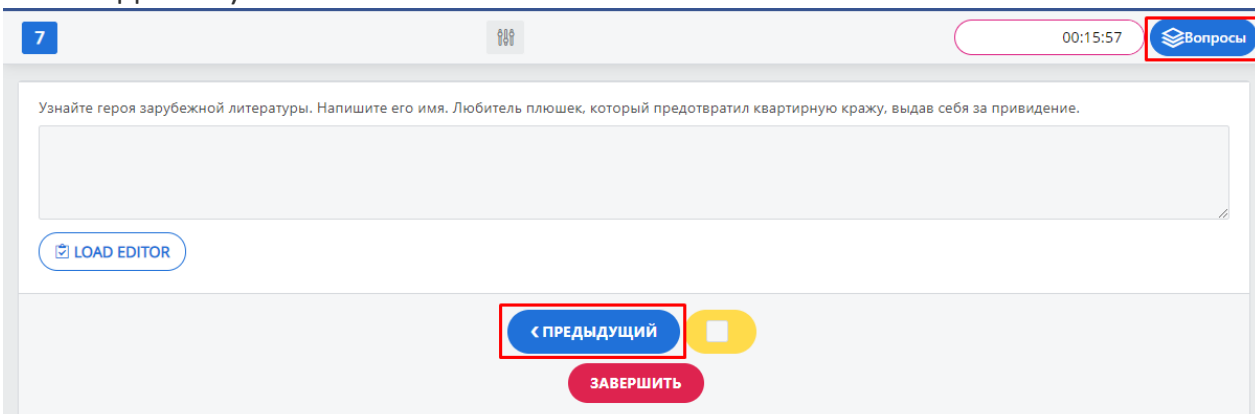 7
00:15:57
Вопросы
Узнайте героя зарубежной литературы. Напишите его имя. Любитель плюшек, который предотвратил квартирную кражу, выдав себя за привидение.
LOAD EDITOR
ПРЕДЫДУЩИЙ
ЗАВЕРШИТЬ